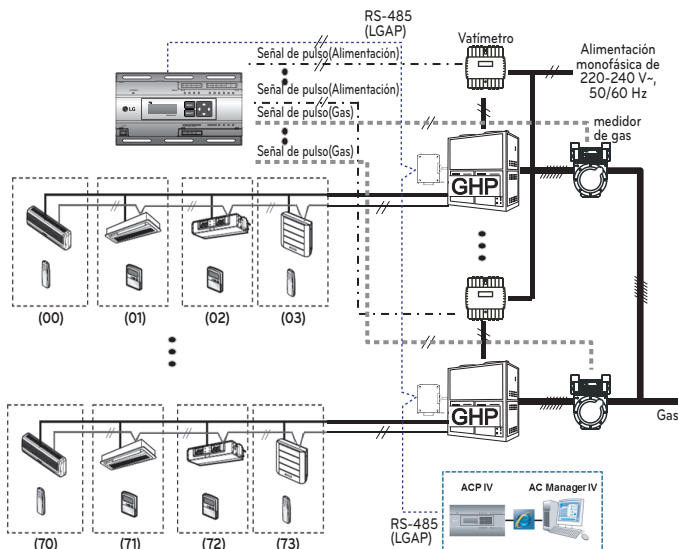 RS-485
(LGAP)
Vatímetro
Señal de pulso(Alimentación)
Alimentación
monofásica de
220-240 V~,
50/60 Hz
Señal de pulso(Alimentación)
LG
Señal de pulso(Gas)
medidor
de gas
Señal de pulso(Gas)
GHP
(00)
(01)
(02)
(03)
GHP
Gas
ACP IV
AC Manager IV
RS-485
(LGAP)
(70)
(71)
(72)
(73)